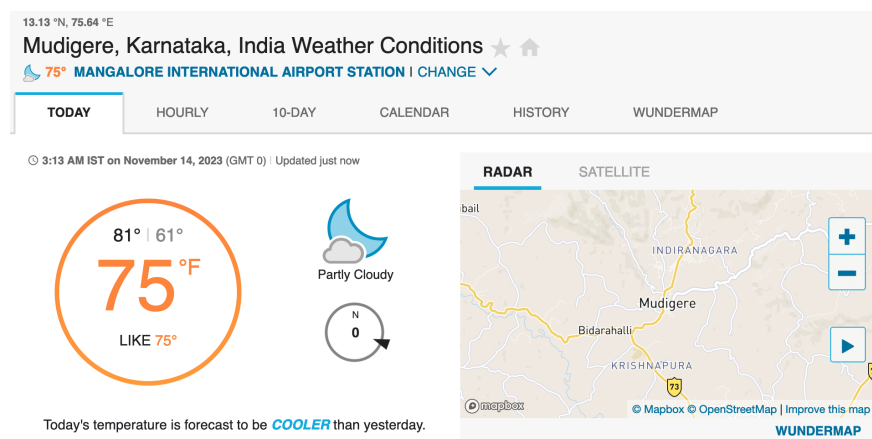 13.13 °N, 75.64 °E
Mudigere, Karnataka, India Weather Conditions
75° MANGALORE INTERNATIONAL AIRPORT STATION | CHANGE
TODAY HOURLY 10-DAY CALENDAR HISTORY WUNDERMAP
3:13 AM IST on November 14, 2023 (GMT 0) | Updated just now
81° | 61°
75 °F
LIKE 75°
Partly Cloudy
N
0
Today's temperature is forecast to be COOLER than yesterday.
RADAR SATELLITE
bail
INDIRANAGARA
Mudigere
Bidarahalli
KRISHNAPURA
73
+
−
mapbox
© Mapbox © OpenStreetMap | Improve this map
WUNDERMAP